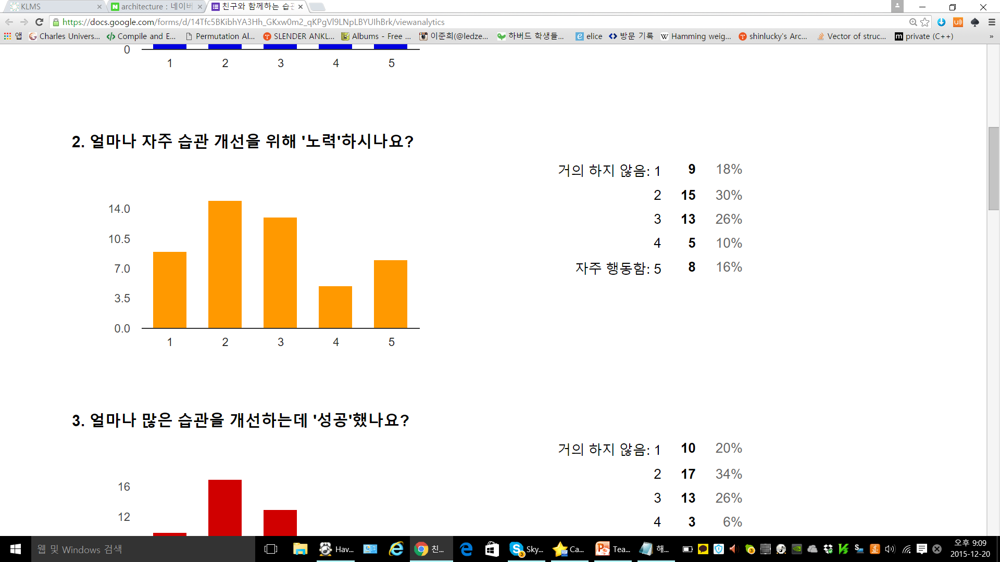 KLMS
architecture : 네이버
친구와 함께하는 습관
https://docs.google.com/forms/d/14Tfc5BKibhYA3Hh_GKxw0m2_qKPgVl9LNpLBYUIhBrk/viewanalytics
앱 Charles Univers... Compile and E... Permutation Al... SLENDER ANKL... Albums - Free ... 이준희(@ledze... 하버드 학생들... elice 방문 기록 Hamming weig... shinlucky's Arc... Vector of struc... private (C++) »
0
1 2 3 4 5
2. 얼마나 자주 습관 개선을 위해 '노력'하시나요?
거의 하지 않음: 1 9 18%
2 15 30%
3 13 26%
4 5 10%
자주 행동함: 5 8 16%
14.0
10.5
7.0
3.5
0.0
1 2 3 4 5
3. 얼마나 많은 습관을 개선하는데 '성공'했나요?
거의 하지 않음: 1 10 20%
2 17 34%
3 13 26%
4 3 6%
16
12
웹 및 Windows 검색
Hav...
친...
Sky...
Ca...
Tea...
해...
오후 9:09
2015-12-20